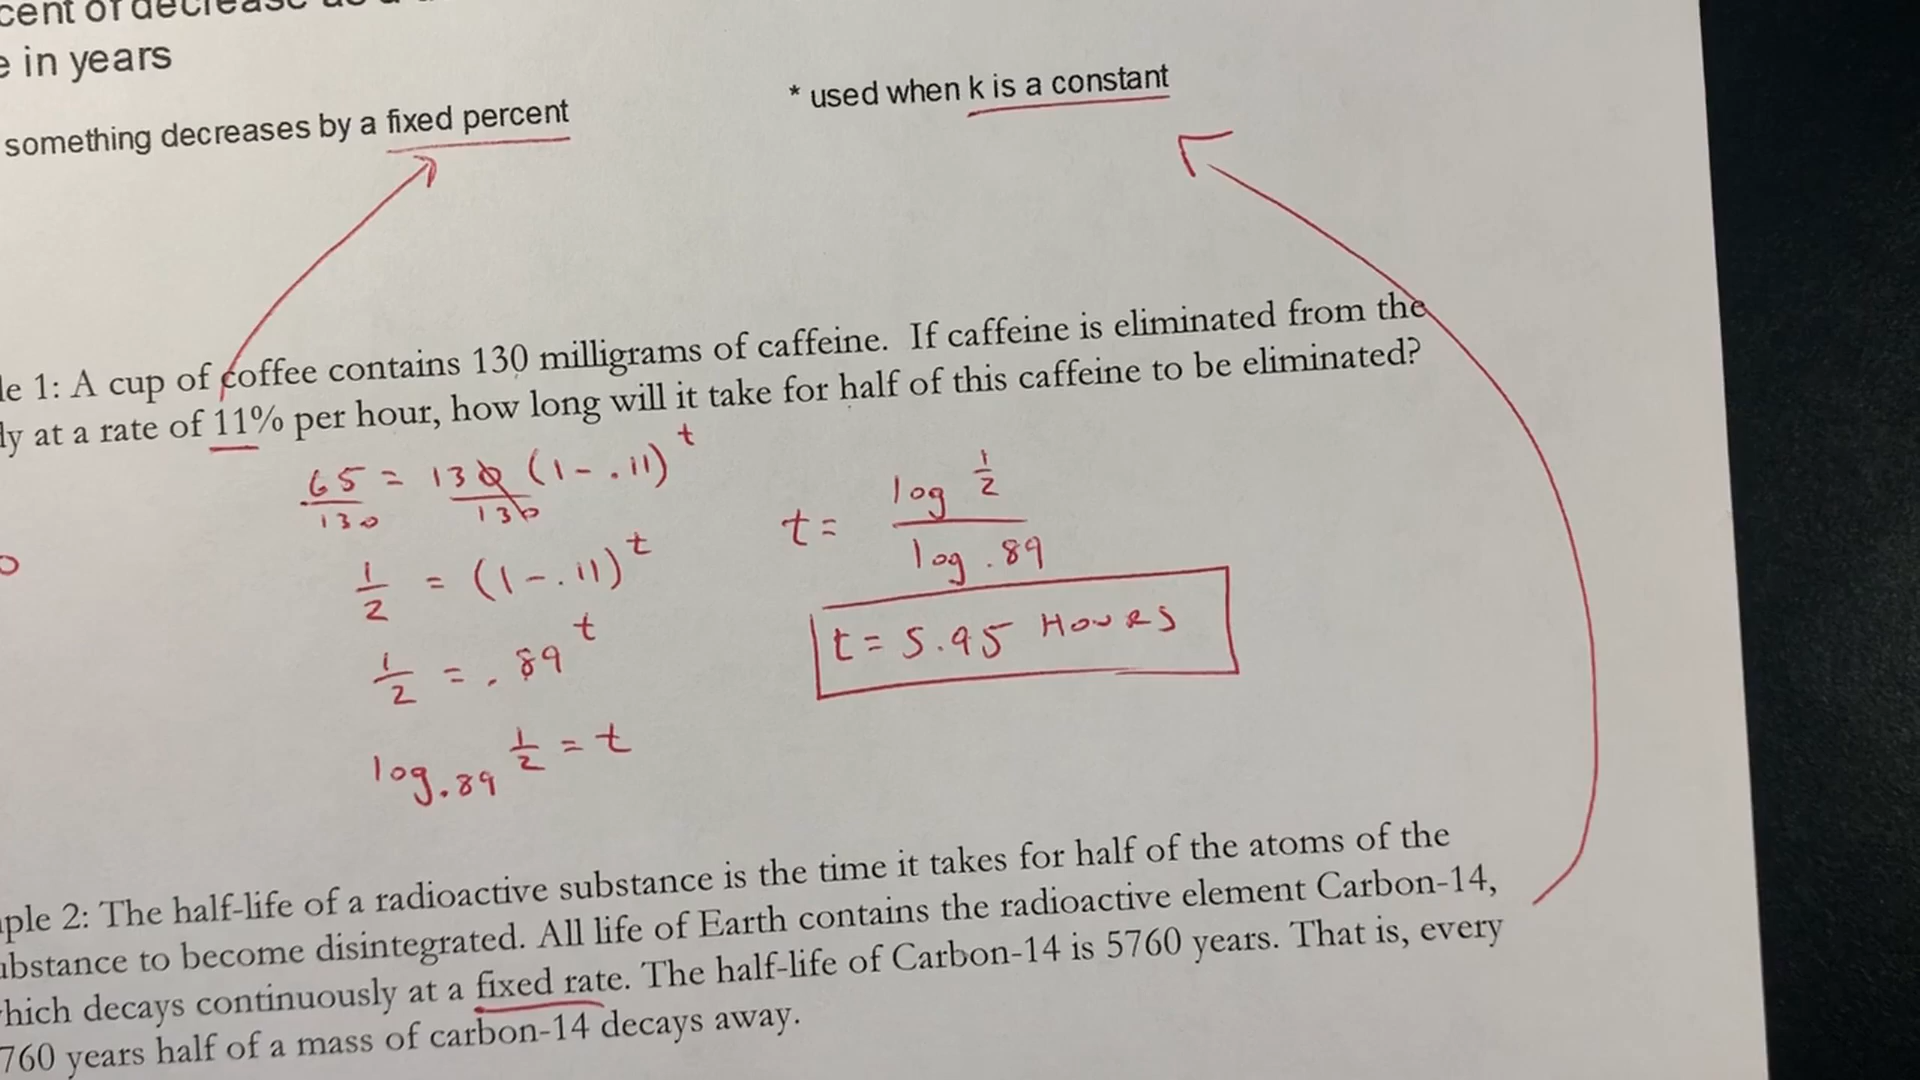 cent of decrease as a
e in years
something decreases by a fixed percent
* used when k is a constant
le 1: A cup of coffee contains 130 milligrams of caffeine. If caffeine is eliminated from the
ly at a rate of 11% per hour, how long will it take for half of this caffeine to be eliminated?
65/130 = 130/130 (1-.11)^t
1/2 = (1-.11)^t
1/2 = .89^t
log.89 1/2 = t
t = log 1/2 / log .89
t = 5.95 HOURS
ple 2: The half-life of a radioactive substance is the time it takes for half of the atoms of the
ubstance to become disintegrated. All life of Earth contains the radioactive element Carbon-14,
which decays continuously at a fixed rate. The half-life of Carbon-14 is 5760 years. That is, every
760 years half of a mass of carbon-14 decays away.